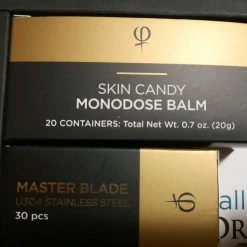 SKIN CANDY
MONODOSE BALM
20 CONTAINERS: Total Net Wt. 0.7 oz. (20g)
MASTER BLADE
U304 STAINLESS STEEL
30 pcs